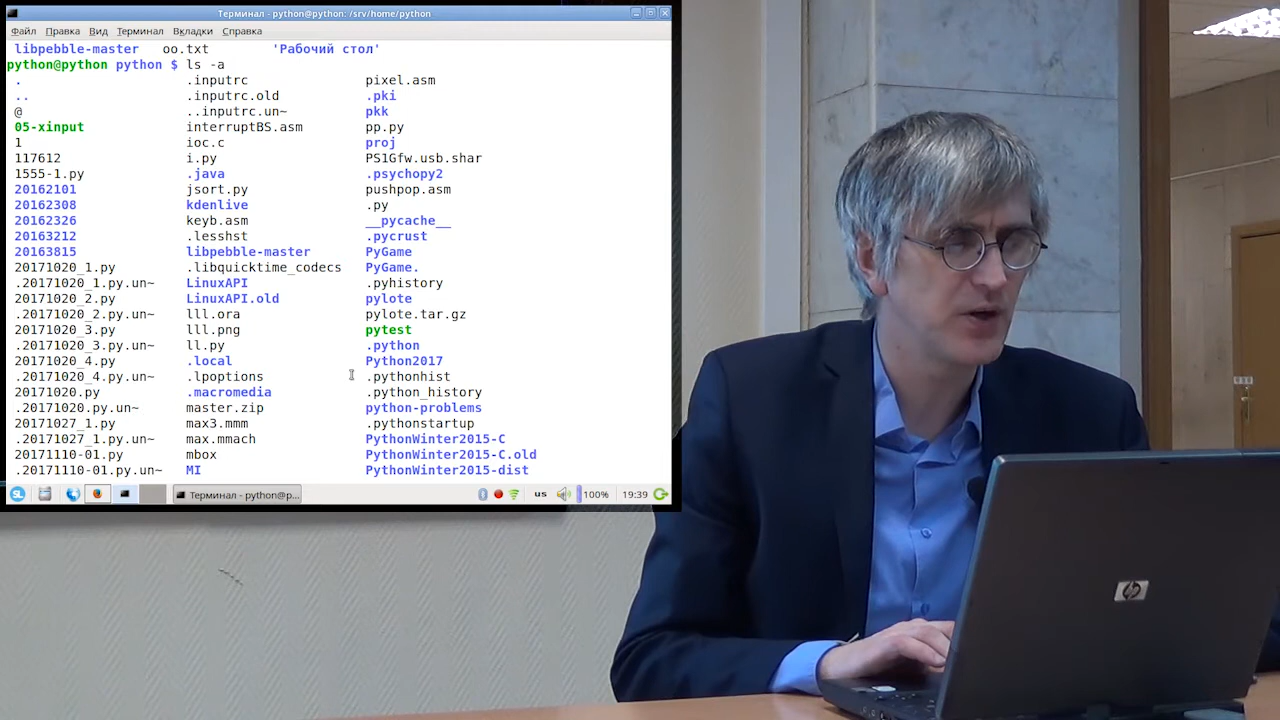 Терминал - python@python: /srv/home/python
Файл Правка Вид Терминал Вкладки Справка
libpebble-master oo.txt 'Рабочий стол'
python@python python $ ls -a
. .inputrc pixel.asm
.. .inputrc.old .pki
@ ..inputrc.un~ pkk
05-xinput interruptBS.asm pp.py
1 ioc.c proj
117612 i.py PS1Gfw.usb.shar
1555-1.py .java .psychopy2
20162101 jsort.py pushpop.asm
20162308 kdenlive .py
20162326 keyb.asm __pycache__
20163212 .lesshst .pycrust
20163815 libpebble-master PyGame
20171020_1.py .libquicktime_codecs PyGame.
.20171020_1.py.un~ LinuxAPI .pyhistory
20171020_2.py LinuxAPI.old pylote
.20171020_2.py.un~ lll.ora pylote.tar.gz
20171020_3.py lll.png pytest
.20171020_3.py.un~ ll.py .python
20171020_4.py .local Python2017
.20171020_4.py.un~ .lpoptions .pythonhist
20171020.py .macromedia .python_history
.20171020.py.un~ master.zip python-problems
20171027_1.py max3.mmm .pythonstartup
.20171027_1.py.un~ max.mmach PythonWinter2015-C
20171110-01.py mbox PythonWinter2015-C.old
.20171110-01.py.un~ MI PythonWinter2015-dist
SL Терминал - python@p... us 100% 19:39
hp